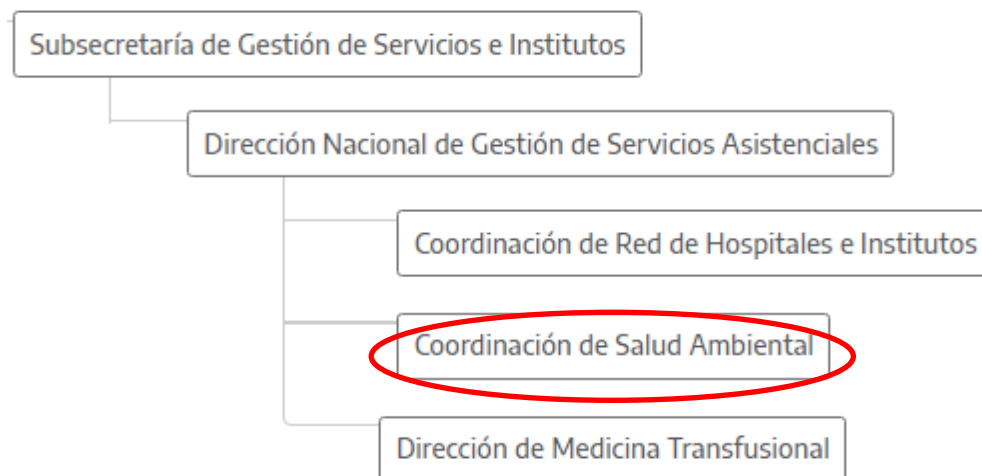 Subsecretaría de Gestión de Servicios e Institutos
Dirección Nacional de Gestión de Servicios Asistenciales
Coordinación de Red de Hospitales e Institutos
Coordinación de Salud Ambiental
Dirección de Medicina Transfusional